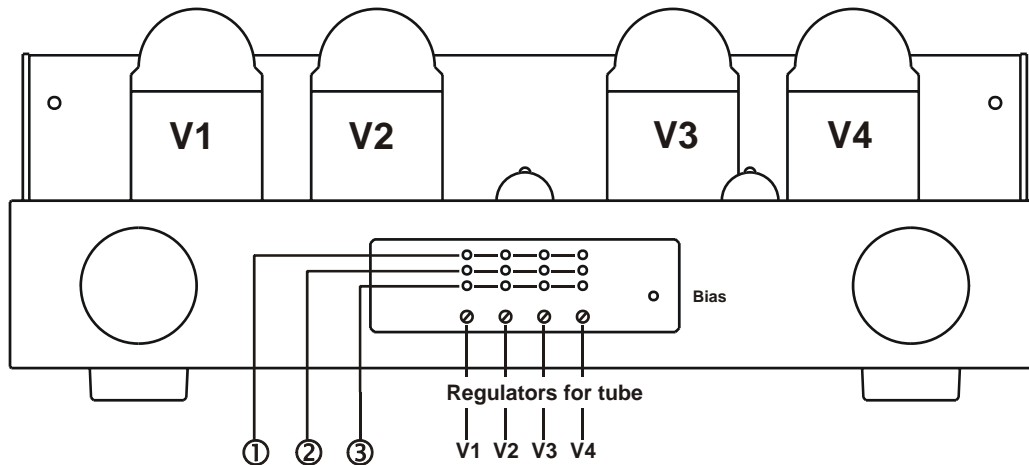 V1 V2 V3 V4
Bias
Regulators for tube
① ② ③ V1 V2 V3 V4